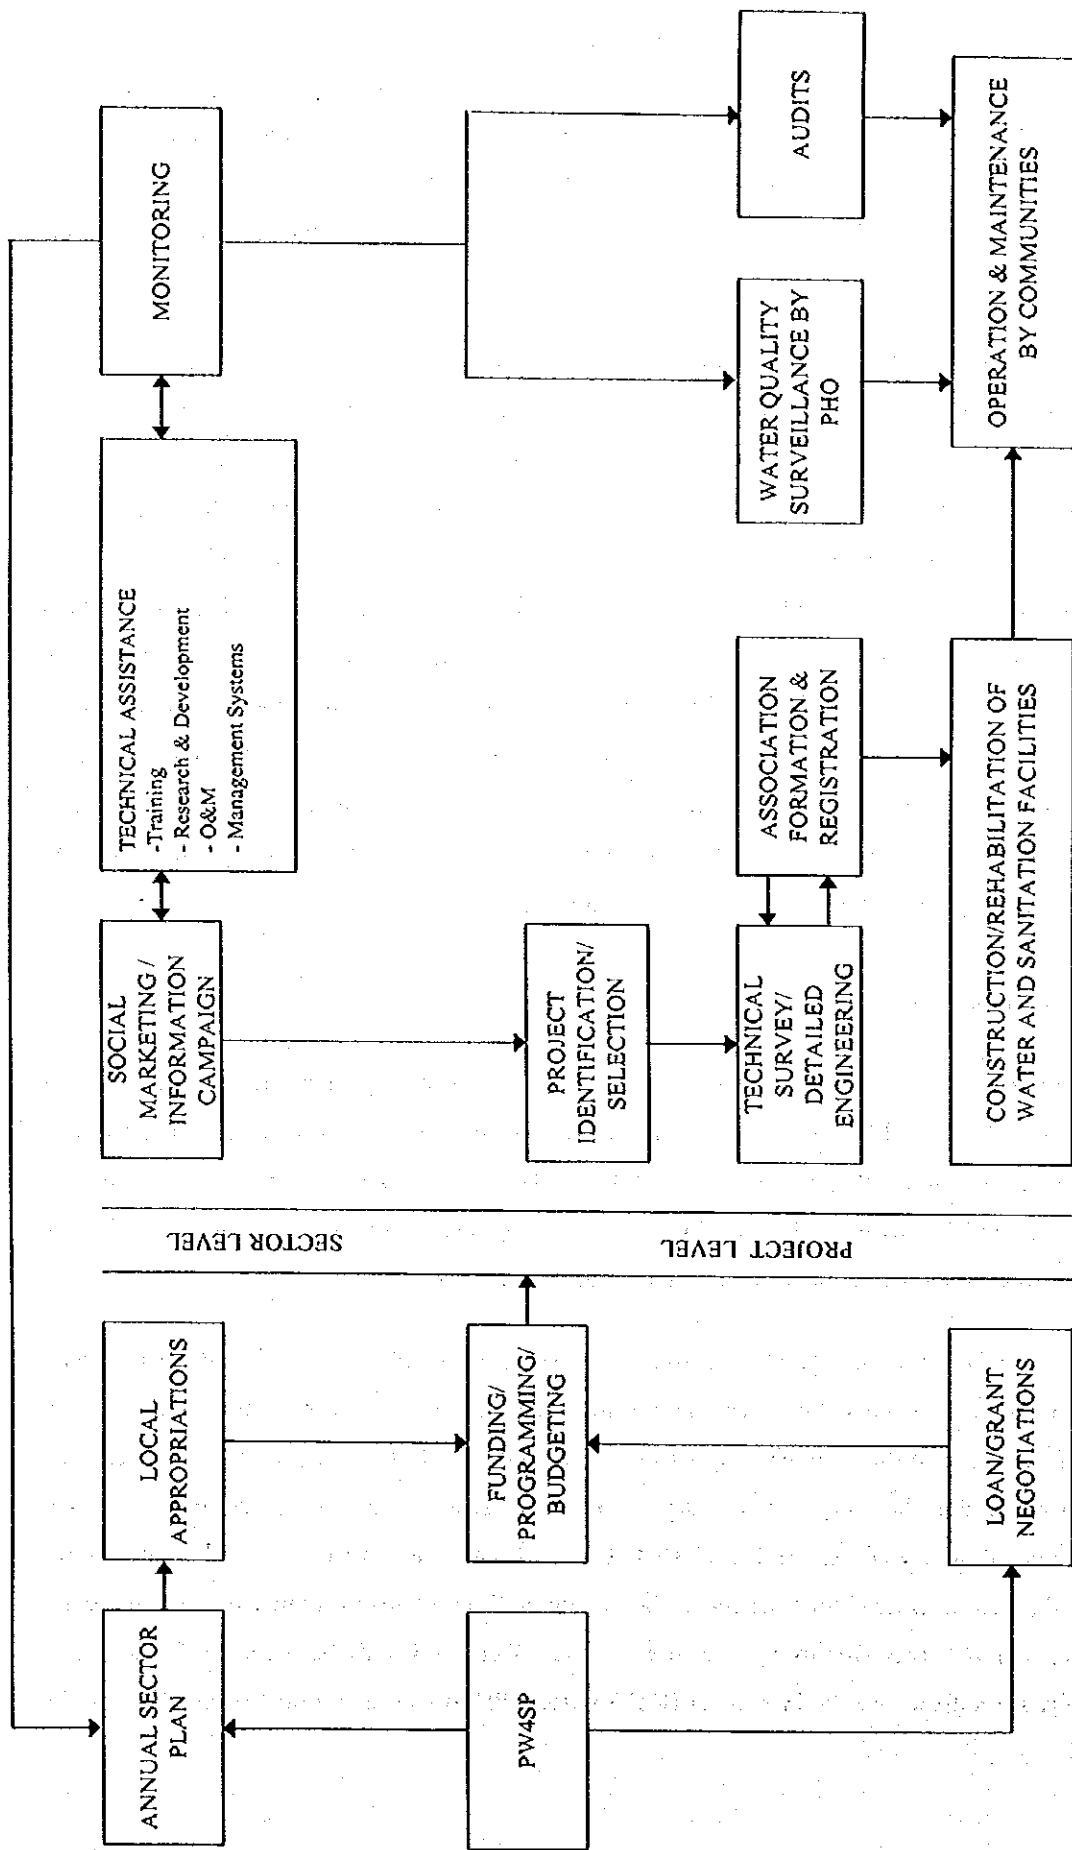 ANNUAL SECTOR
PLAN
LOCAL
APPROPRIATIONS
SOCIAL
MARKETING /
INFORMATION
CAMPAIGN
TECHNICAL ASSISTANCE
- Training
- Research & Development
- O&M
- Management Systems
MONITORING
SECTOR LEVEL
PW4SP
FUNDING/
PROGRAMMING/
BUDGETING
PROJECT
IDENTIFICATION/
SELECTION
PROJECT LEVEL
TECHNICAL
SURVEY/
DETAILED
ENGINEERING
ASSOCIATION
FORMATION &
REGISTRATION
WATER QUALITY
SURVEILLANCE BY
PHO
AUDITS
LOAN/GRANT
NEGOTIATIONS
CONSTRUCTION/REHABILITATION OF
WATER AND SANITATION FACILITIES
OPERATION & MAINTENANCE
BY COMMUNITIES